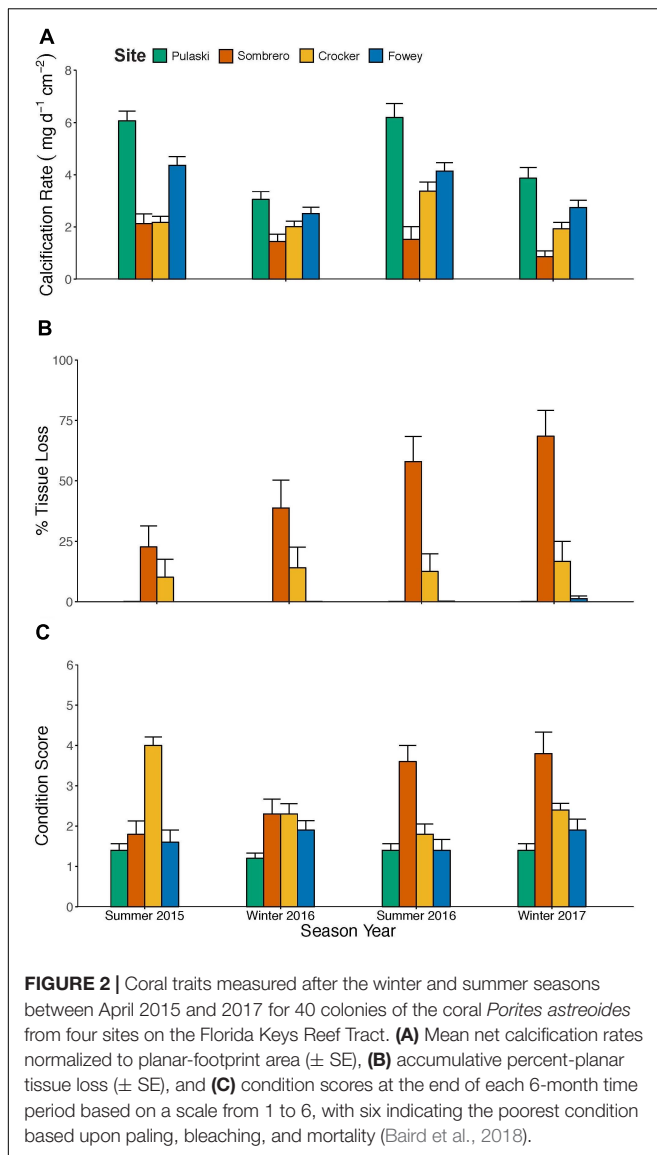 A
Site Pulaski Sombrero Crocker Fowey
8
6
4
2
0
Calcification Rate ( mg d⁻¹ cm⁻²)
B
100
75
50
25
0
% Tissue Loss
C
6
5
4
3
2
1
0
Condition Score
Summer 2015 Winter 2016 Summer 2016 Winter 2017
Season Year
FIGURE 2 | Coral traits measured after the winter and summer seasons
between April 2015 and 2017 for 40 colonies of the coral Porites astreoides
from four sites on the Florida Keys Reef Tract. (A) Mean net calcification rates
normalized to planar-footprint area (± SE), (B) accumulative percent-planar
tissue loss (± SE), and (C) condition scores at the end of each 6-month time
period based on a scale from 1 to 6, with six indicating the poorest condition
based upon paling, bleaching, and mortality (Baird et al., 2018).